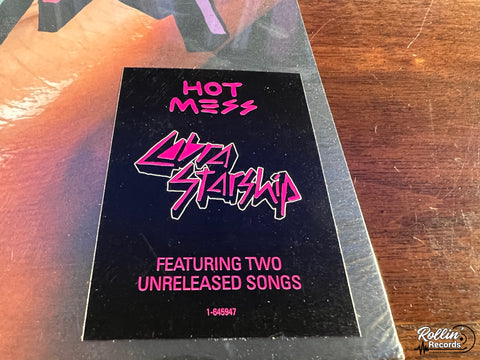 HOT
MESS
Cobra
Starship
FEATURING TWO
UNRELEASED SONGS
1-645947
Rollin'
Records